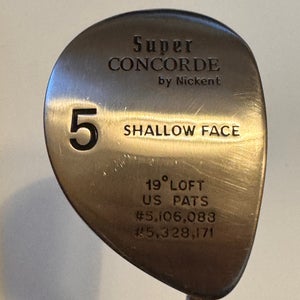 Super
CONCORDE
by Nickent
5 SHALLOW FACE
19° LOFT
US PATS
#5,106,088
#5,328,171